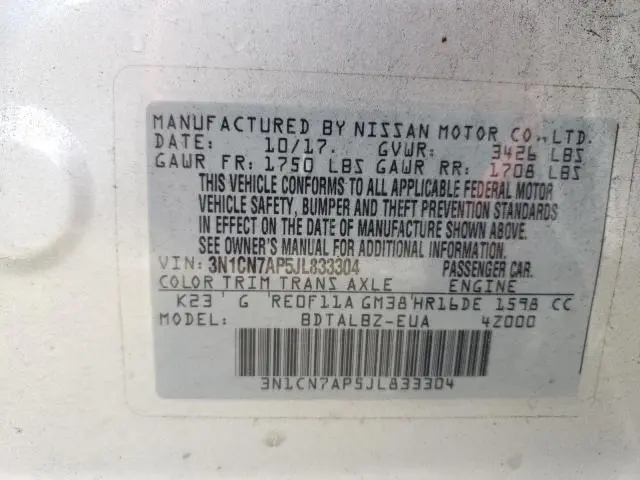 MANUFACTURED BY NISSAN MOTOR CO.,LTD.
DATE: 10/17. GVWR: 3426 LBS
GAWR FR: 1750 LBS GAWR RR: 1708 LBS
THIS VEHICLE CONFORMS TO ALL APPLICABLE FEDERAL MOTOR
VEHICLE SAFETY, BUMPER AND THEFT PREVENTION STANDARDS
IN EFFECT ON THE DATE OF MANUFACTURE SHOWN ABOVE.
SEE OWNER'S MANUAL FOR ADDITIONAL INFORMATION.
VIN: 3N1CN7AP5JL833304 PASSENGER CAR.
COLOR TRIM TRANS AXLE ENGINE
K23 G RE0F11A GM38 HR16DE 1598 CC
MODEL: BDTALBZ-EUA 4Z000
3N1CN7AP5JL833304